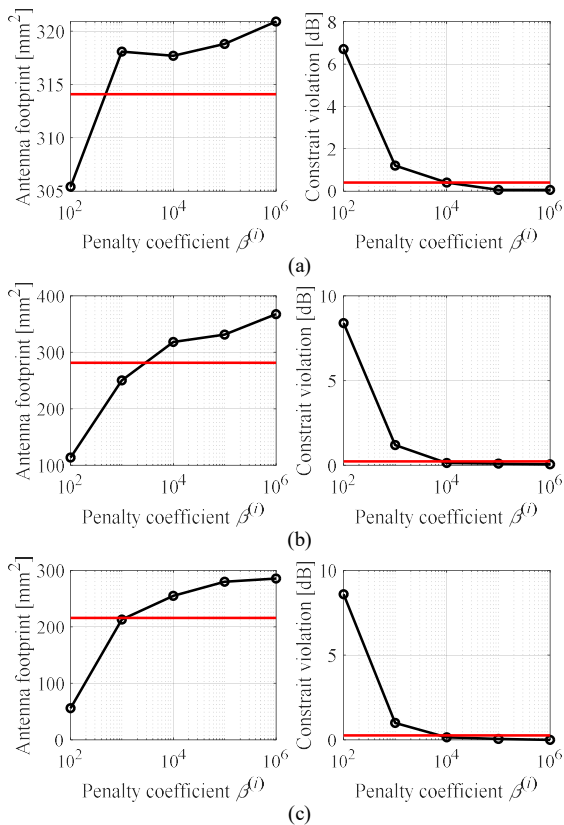 Antenna footprint [mm²]
320
315
310
305
10² 10⁴ 10⁶
Penalty coefficient β⁽ⁱ⁾
Constrait violation [dB]
8
6
4
2
0
10² 10⁴ 10⁶
Penalty coefficient β⁽ⁱ⁾
(a)
Antenna footprint [mm²]
400
300
200
100
10² 10⁴ 10⁶
Penalty coefficient β⁽ⁱ⁾
Constrait violation [dB]
10
5
0
10² 10⁴ 10⁶
Penalty coefficient β⁽ⁱ⁾
(b)
Antenna footprint [mm²]
300
200
100
0
10² 10⁴ 10⁶
Penalty coefficient β⁽ⁱ⁾
Constrait violation [dB]
10
5
0
10² 10⁴ 10⁶
Penalty coefficient β⁽ⁱ⁾
(c)